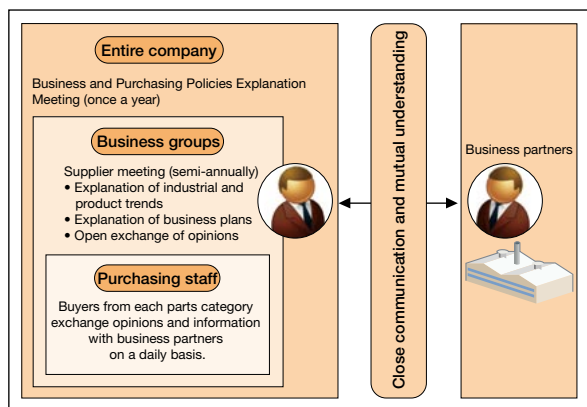 Entire company
Business and Purchasing Policies Explanation
Meeting (once a year)
Business groups
Supplier meeting (semi-annually)
• Explanation of industrial and
product trends
• Explanation of business plans
• Open exchange of opinions
Purchasing staff
Buyers from each parts category
exchange opinions and information
with business partners
on a daily basis.
Close communication and mutual understanding
Business partners